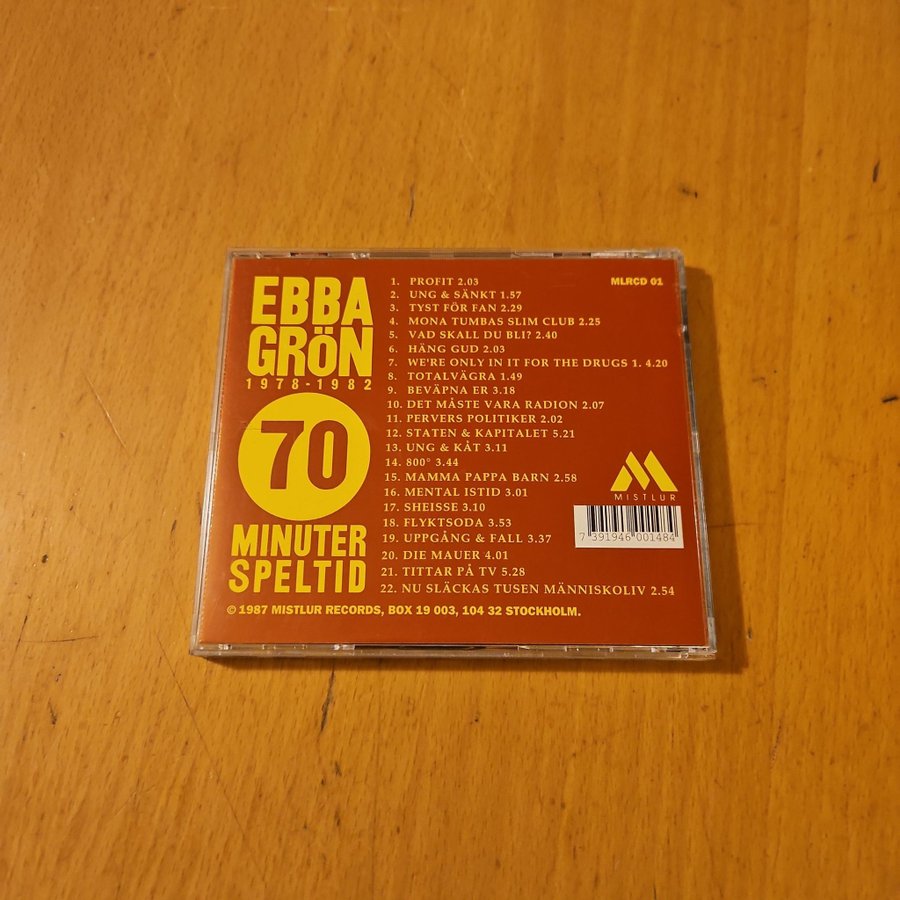 EBBA
GRÖN
1978-1982
70
MINUTER
SPELTID
1. PROFIT 2.03
2. UNG & SÄNKT 1.57
3. TYST FÖR FAN 2.29
4. MONA TUMBAS SLIM CLUB 2.25
5. VAD SKALL DU BLI? 2.40
6. HÄNG GUD 2.03
7. WE'RE ONLY IN IT FOR THE DRUGS 1. 4.20
8. TOTALVÄGRA 1.49
9. BEVÄPNA ER 3.18
10. DET MÅSTE VARA RADION 2.07
11. PERVERS POLITIKER 2.02
12. STATEN & KAPITALET 5.21
13. UNG & KÅT 3.11
14. 800° 3.44
15. MAMMA PAPPA BARN 2.58
16. MENTAL ISTID 3.01
17. SHEISSE 3.10
18. FLYKTSODA 3.53
19. UPPGÅNG & FALL 3.37
20. DIE MAUER 4.01
21. TITTAR PÅ TV 5.28
22. NU SLÄCKAS TUSEN MÄNNISKOLIV 2.54
MLRCD 01
MISTLUR
7 391946 001484
© 1987 MISTLUR RECORDS, BOX 19 003, 104 32 STOCKHOLM.